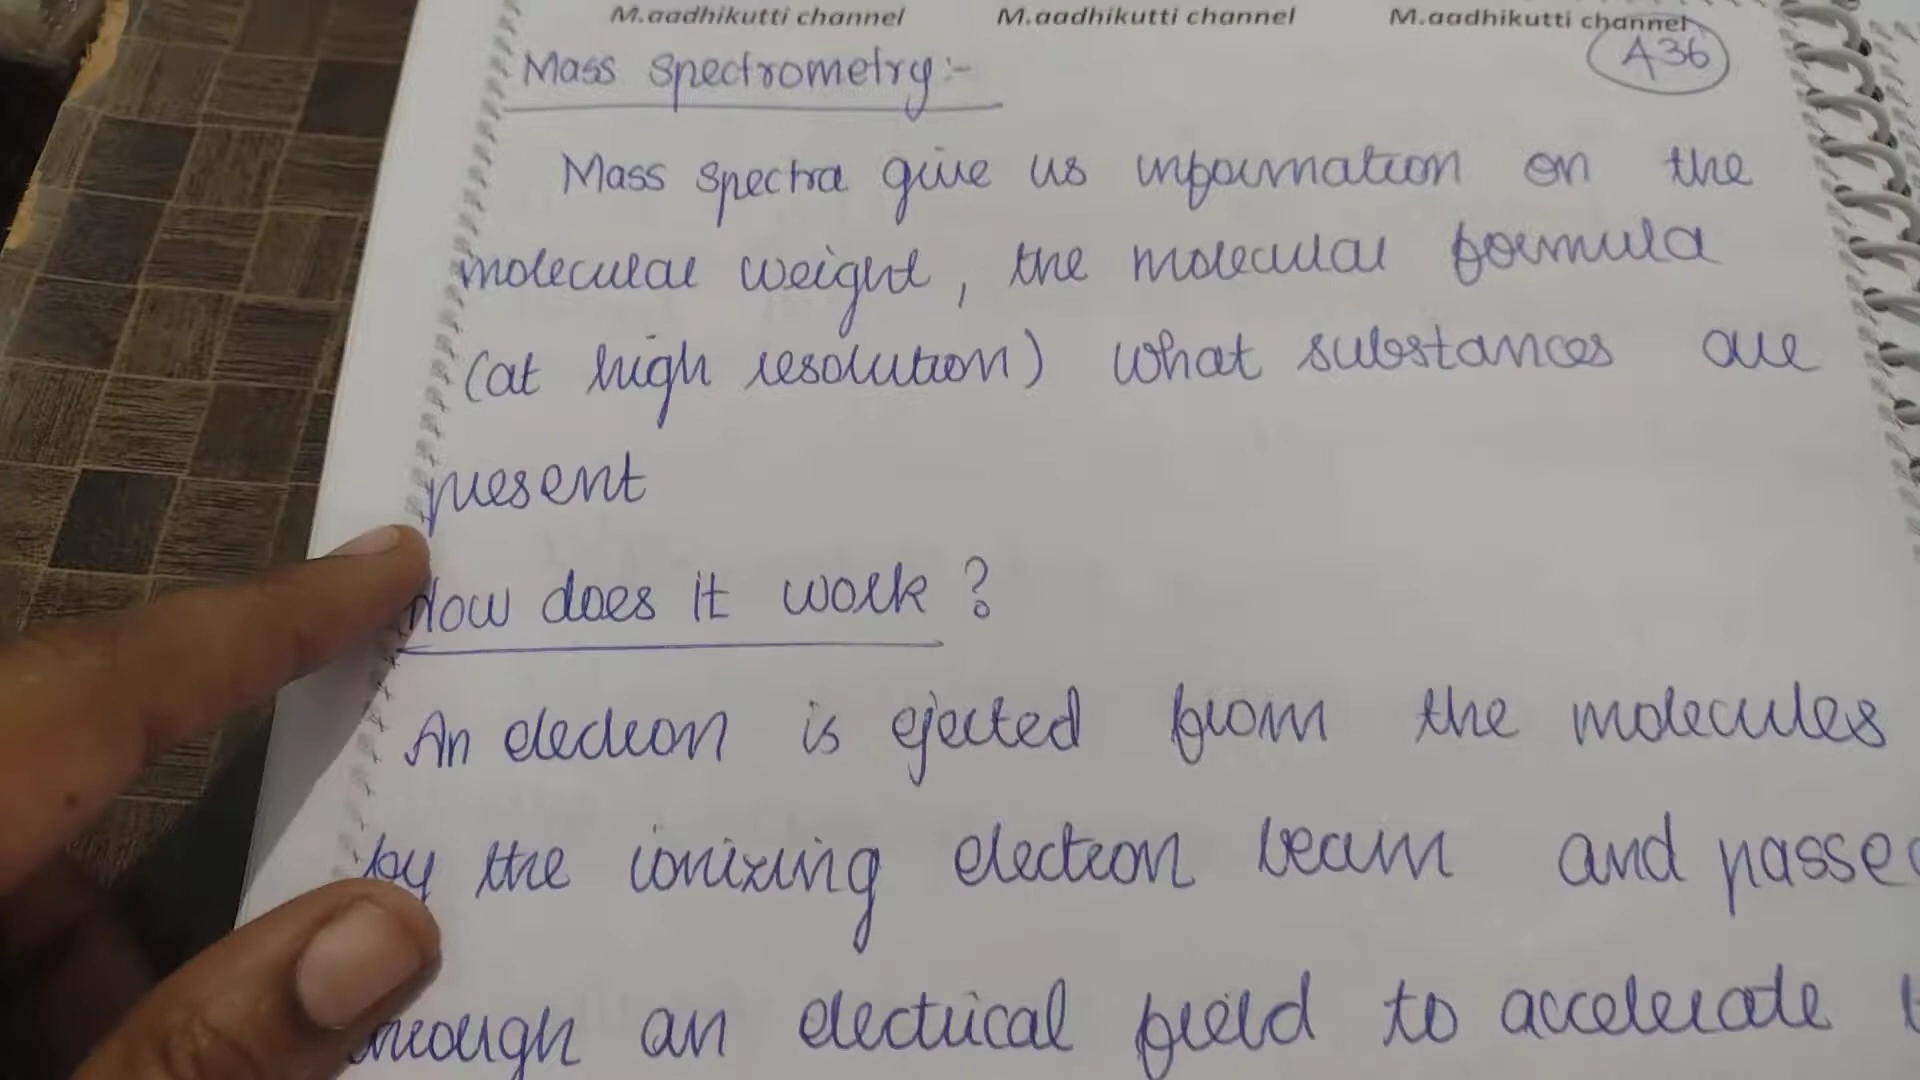 M.aadhikutti channel M.aadhikutti channel M.aadhikutti channel
A36
Mass spectrometry:-
Mass spectra give us information on the
molecular weight, the molecular formula
(at high resolution) what substances are
present
How does it work ?
An electron is ejected from the molecules
by the ionizing electron beam and passe
through an electrical field to accelerate